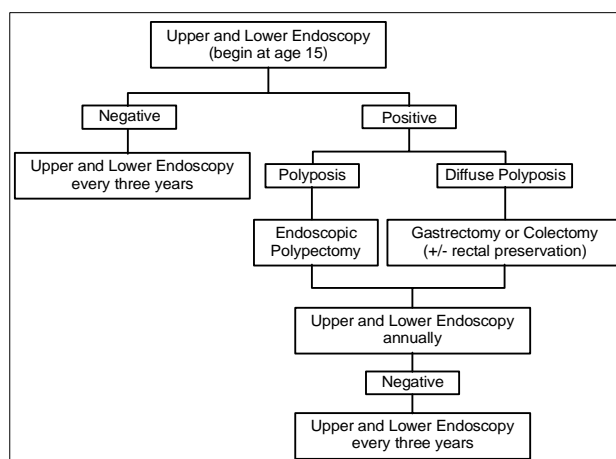 Upper and Lower Endoscopy
(begin at age 15)
Negative
Positive
Upper and Lower Endoscopy
every three years
Polyposis
Diffuse Polyposis
Endoscopic
Polypectomy
Gastrectomy or Colectomy
(+/- rectal preservation)
Upper and Lower Endoscopy
annually
Negative
Upper and Lower Endoscopy
every three years